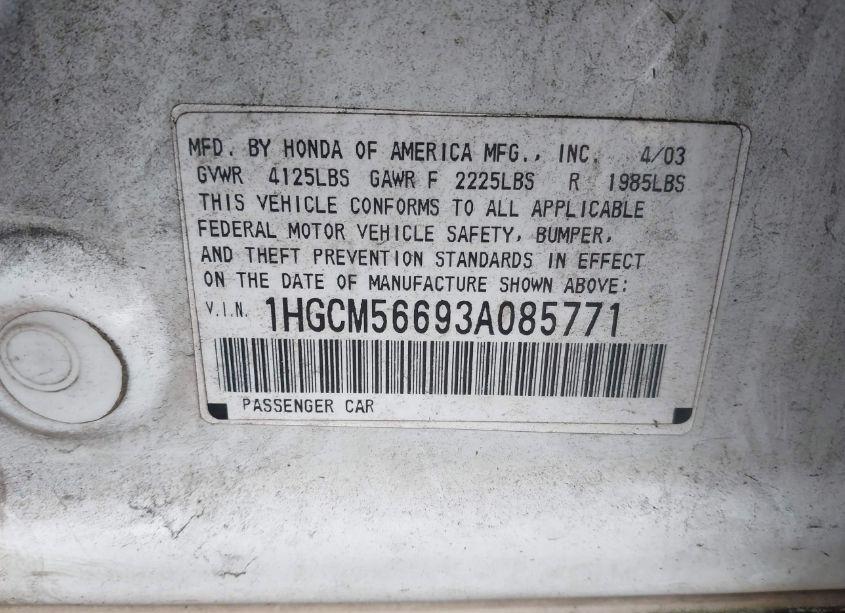 MFD. BY HONDA OF AMERICA MFG., INC. 4/03
GVWR 4125LBS GAWR F 2225LBS R 1985LBS
THIS VEHICLE CONFORMS TO ALL APPLICABLE
FEDERAL MOTOR VEHICLE SAFETY, BUMPER,
AND THEFT PREVENTION STANDARDS IN EFFECT
ON THE DATE OF MANUFACTURE SHOWN ABOVE:
V.I.N. 1HGCM56693A085771
PASSENGER CAR